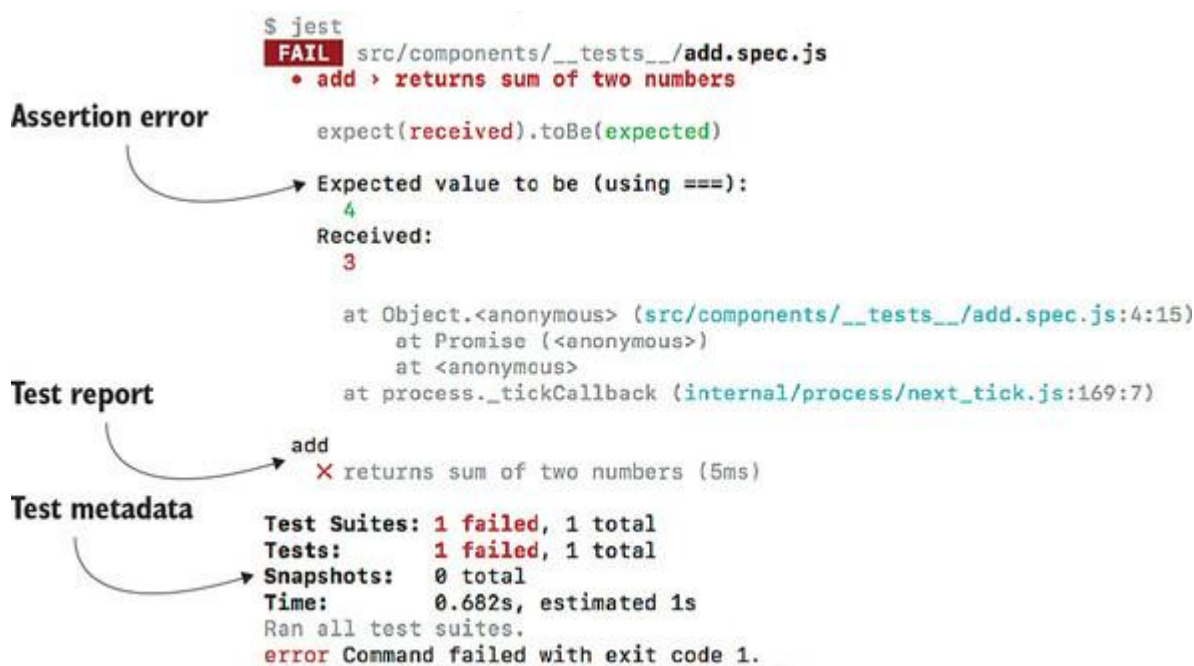 $ jest
FAIL src/components/__tests__/add.spec.js
• add › returns sum of two numbers
Assertion error
expect(received).toBe(expected)
Expected value to be (using ===):
4
Received:
3
at Object.<anonymous> (src/components/__tests__/add.spec.js:4:15)
at Promise (<anonymous>)
at <anonymous>
at process._tickCallback (internal/process/next_tick.js:169:7)
Test report
add
✕ returns sum of two numbers (5ms)
Test metadata
Test Suites: 1 failed, 1 total
Tests: 1 failed, 1 total
Snapshots: 0 total
Time: 0.682s, estimated 1s
Ran all test suites.
error Command failed with exit code 1.